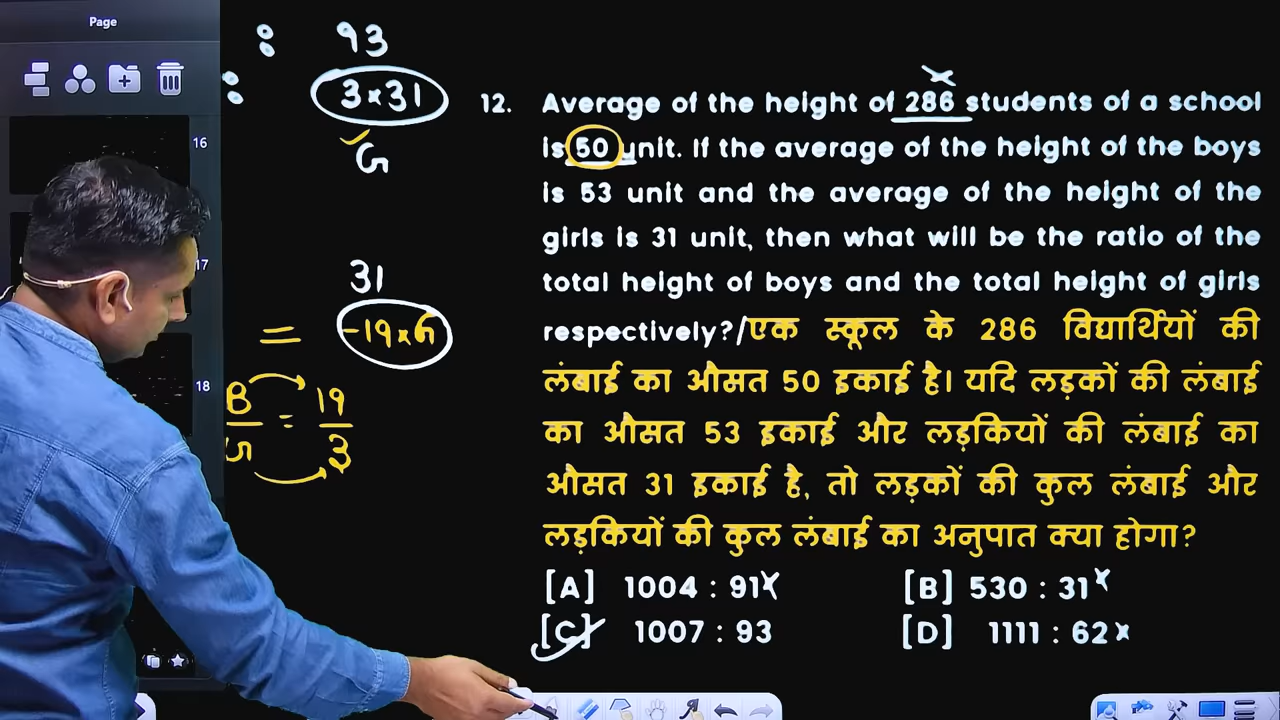 Page
16
17
18
: 93
: 3×31
G
31
= -19×G
B/G = 19/3
12. Average of the height of 286 students of a school
is 50 unit. If the average of the height of the boys
is 53 unit and the average of the height of the
girls is 31 unit, then what will be the ratio of the
total height of boys and the total height of girls
respectively?/एक स्कूल के 286 विद्यार्थियों की
लंबाई का औसत 50 इकाई है। यदि लड़कों की लंबाई
का औसत 53 इकाई और लड़कियों की लंबाई का
औसत 31 इकाई है, तो लड़कों की कुल लंबाई और
लड़कियों की कुल लंबाई का अनुपात क्या होगा?
[A] 1004 : 91 [B] 530 : 31
[C] 1007 : 93 [D] 1111 : 62